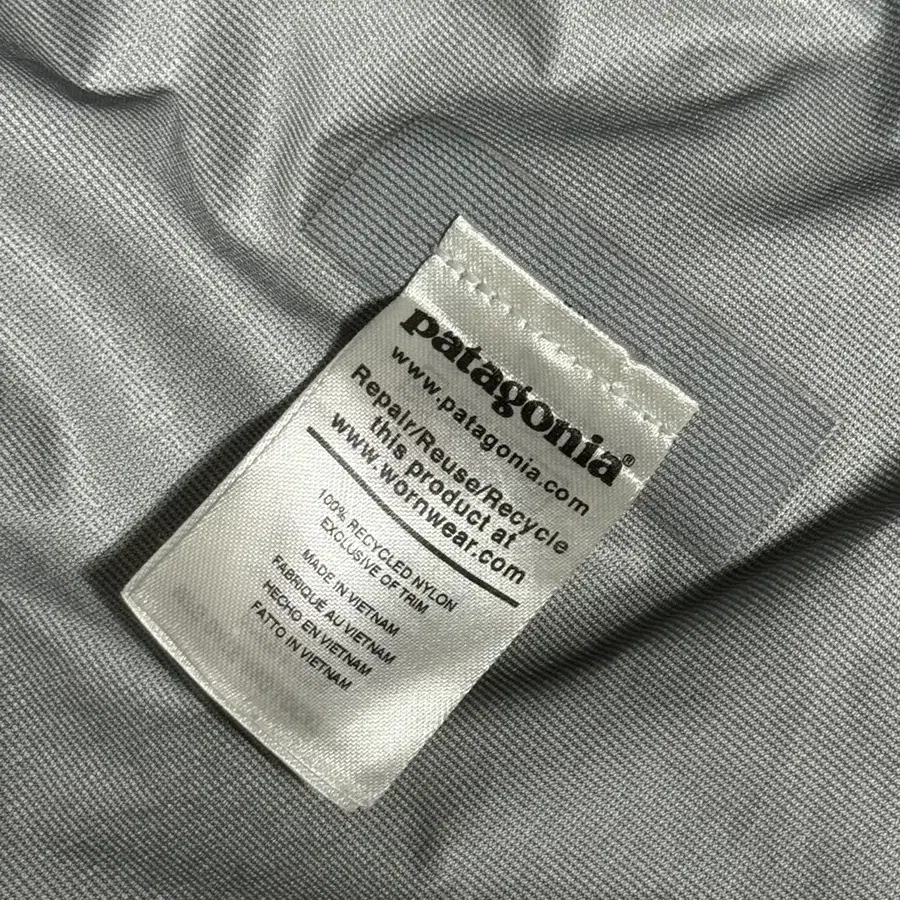 patagonia®
www.patagonia.com
Repair/Reuse/Recycle
this product at
www.wornwear.com
100% RECYCLED NYLON
EXCLUSIVE OF TRIM
MADE IN VIETNAM
FABRIQUE AU VIETNAM
HECHO EN VIETNAM
FATTO IN VIETNAM